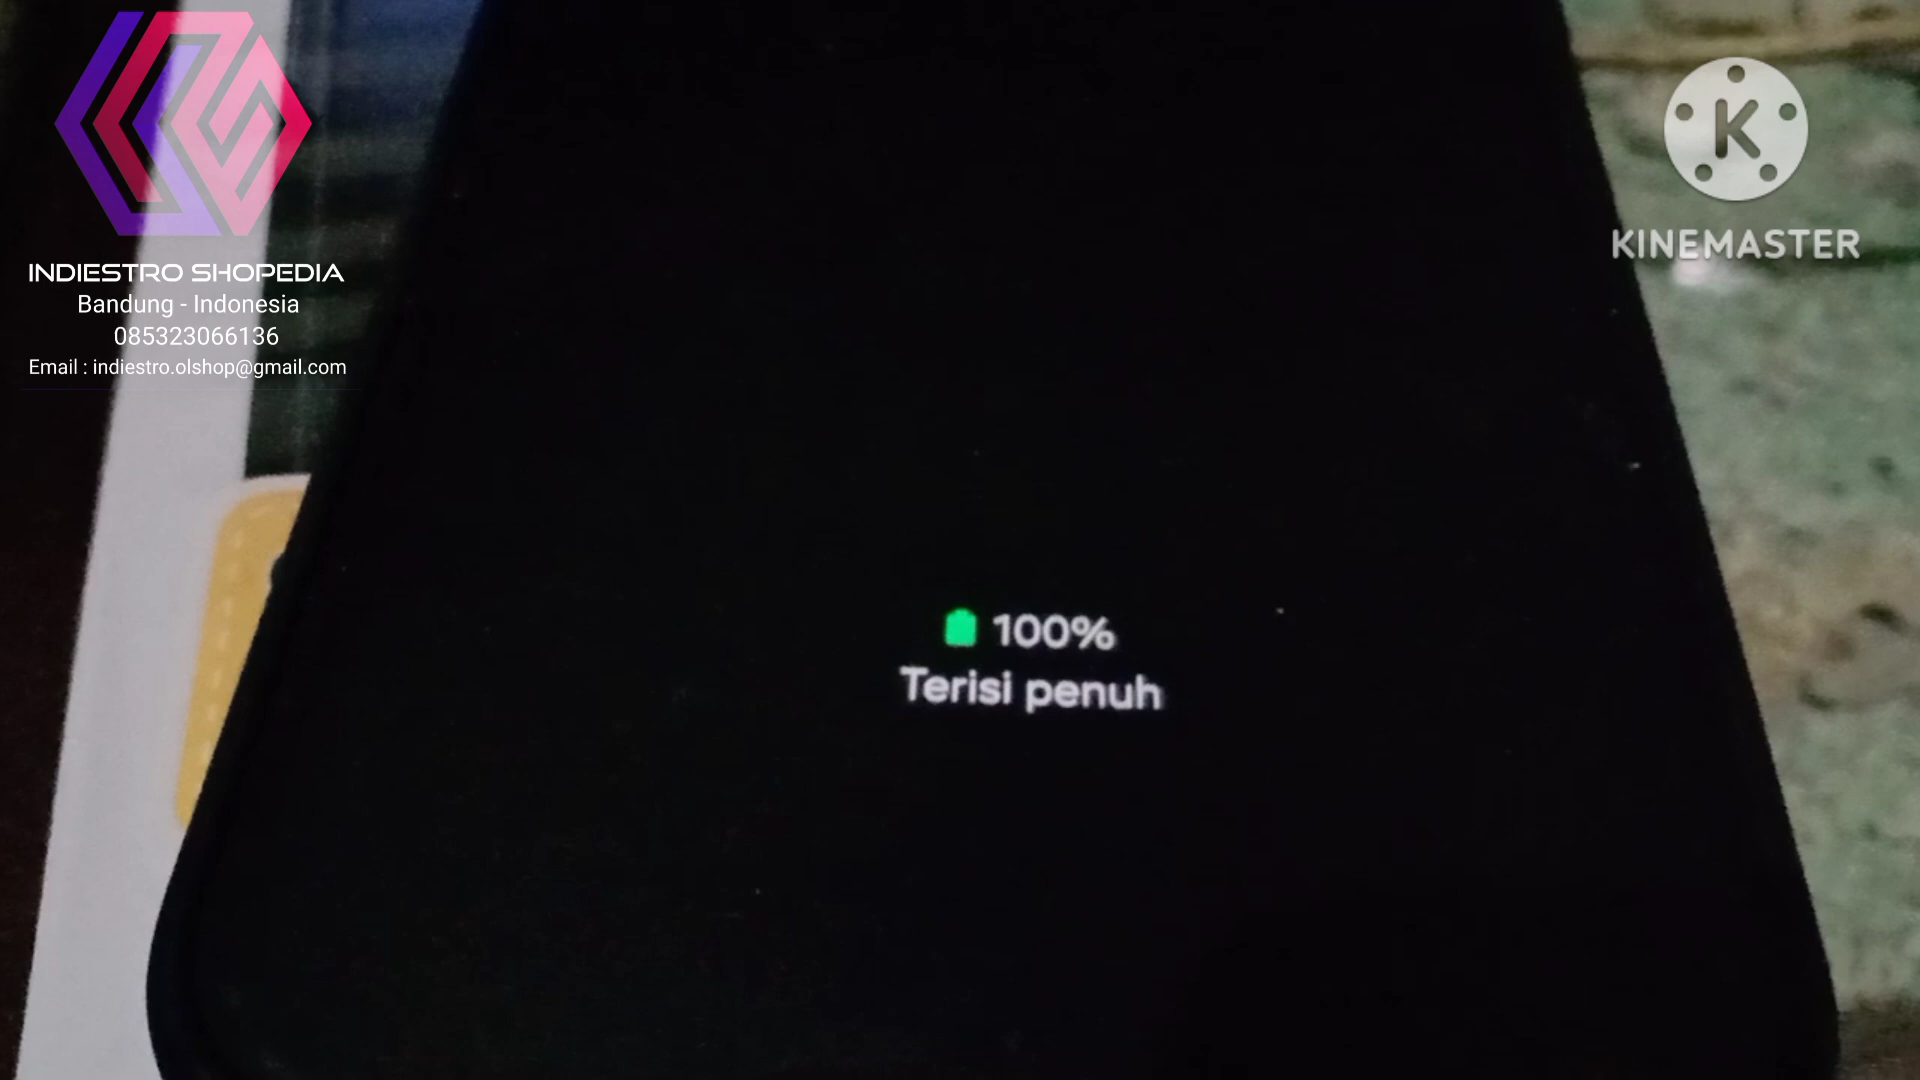 INDIESTRO SHOPEDIA
Bandung - Indonesia
085323066136
Email : indiestro.olshop@gmail.com
K
KINEMASTER
100%
Terisi penuh